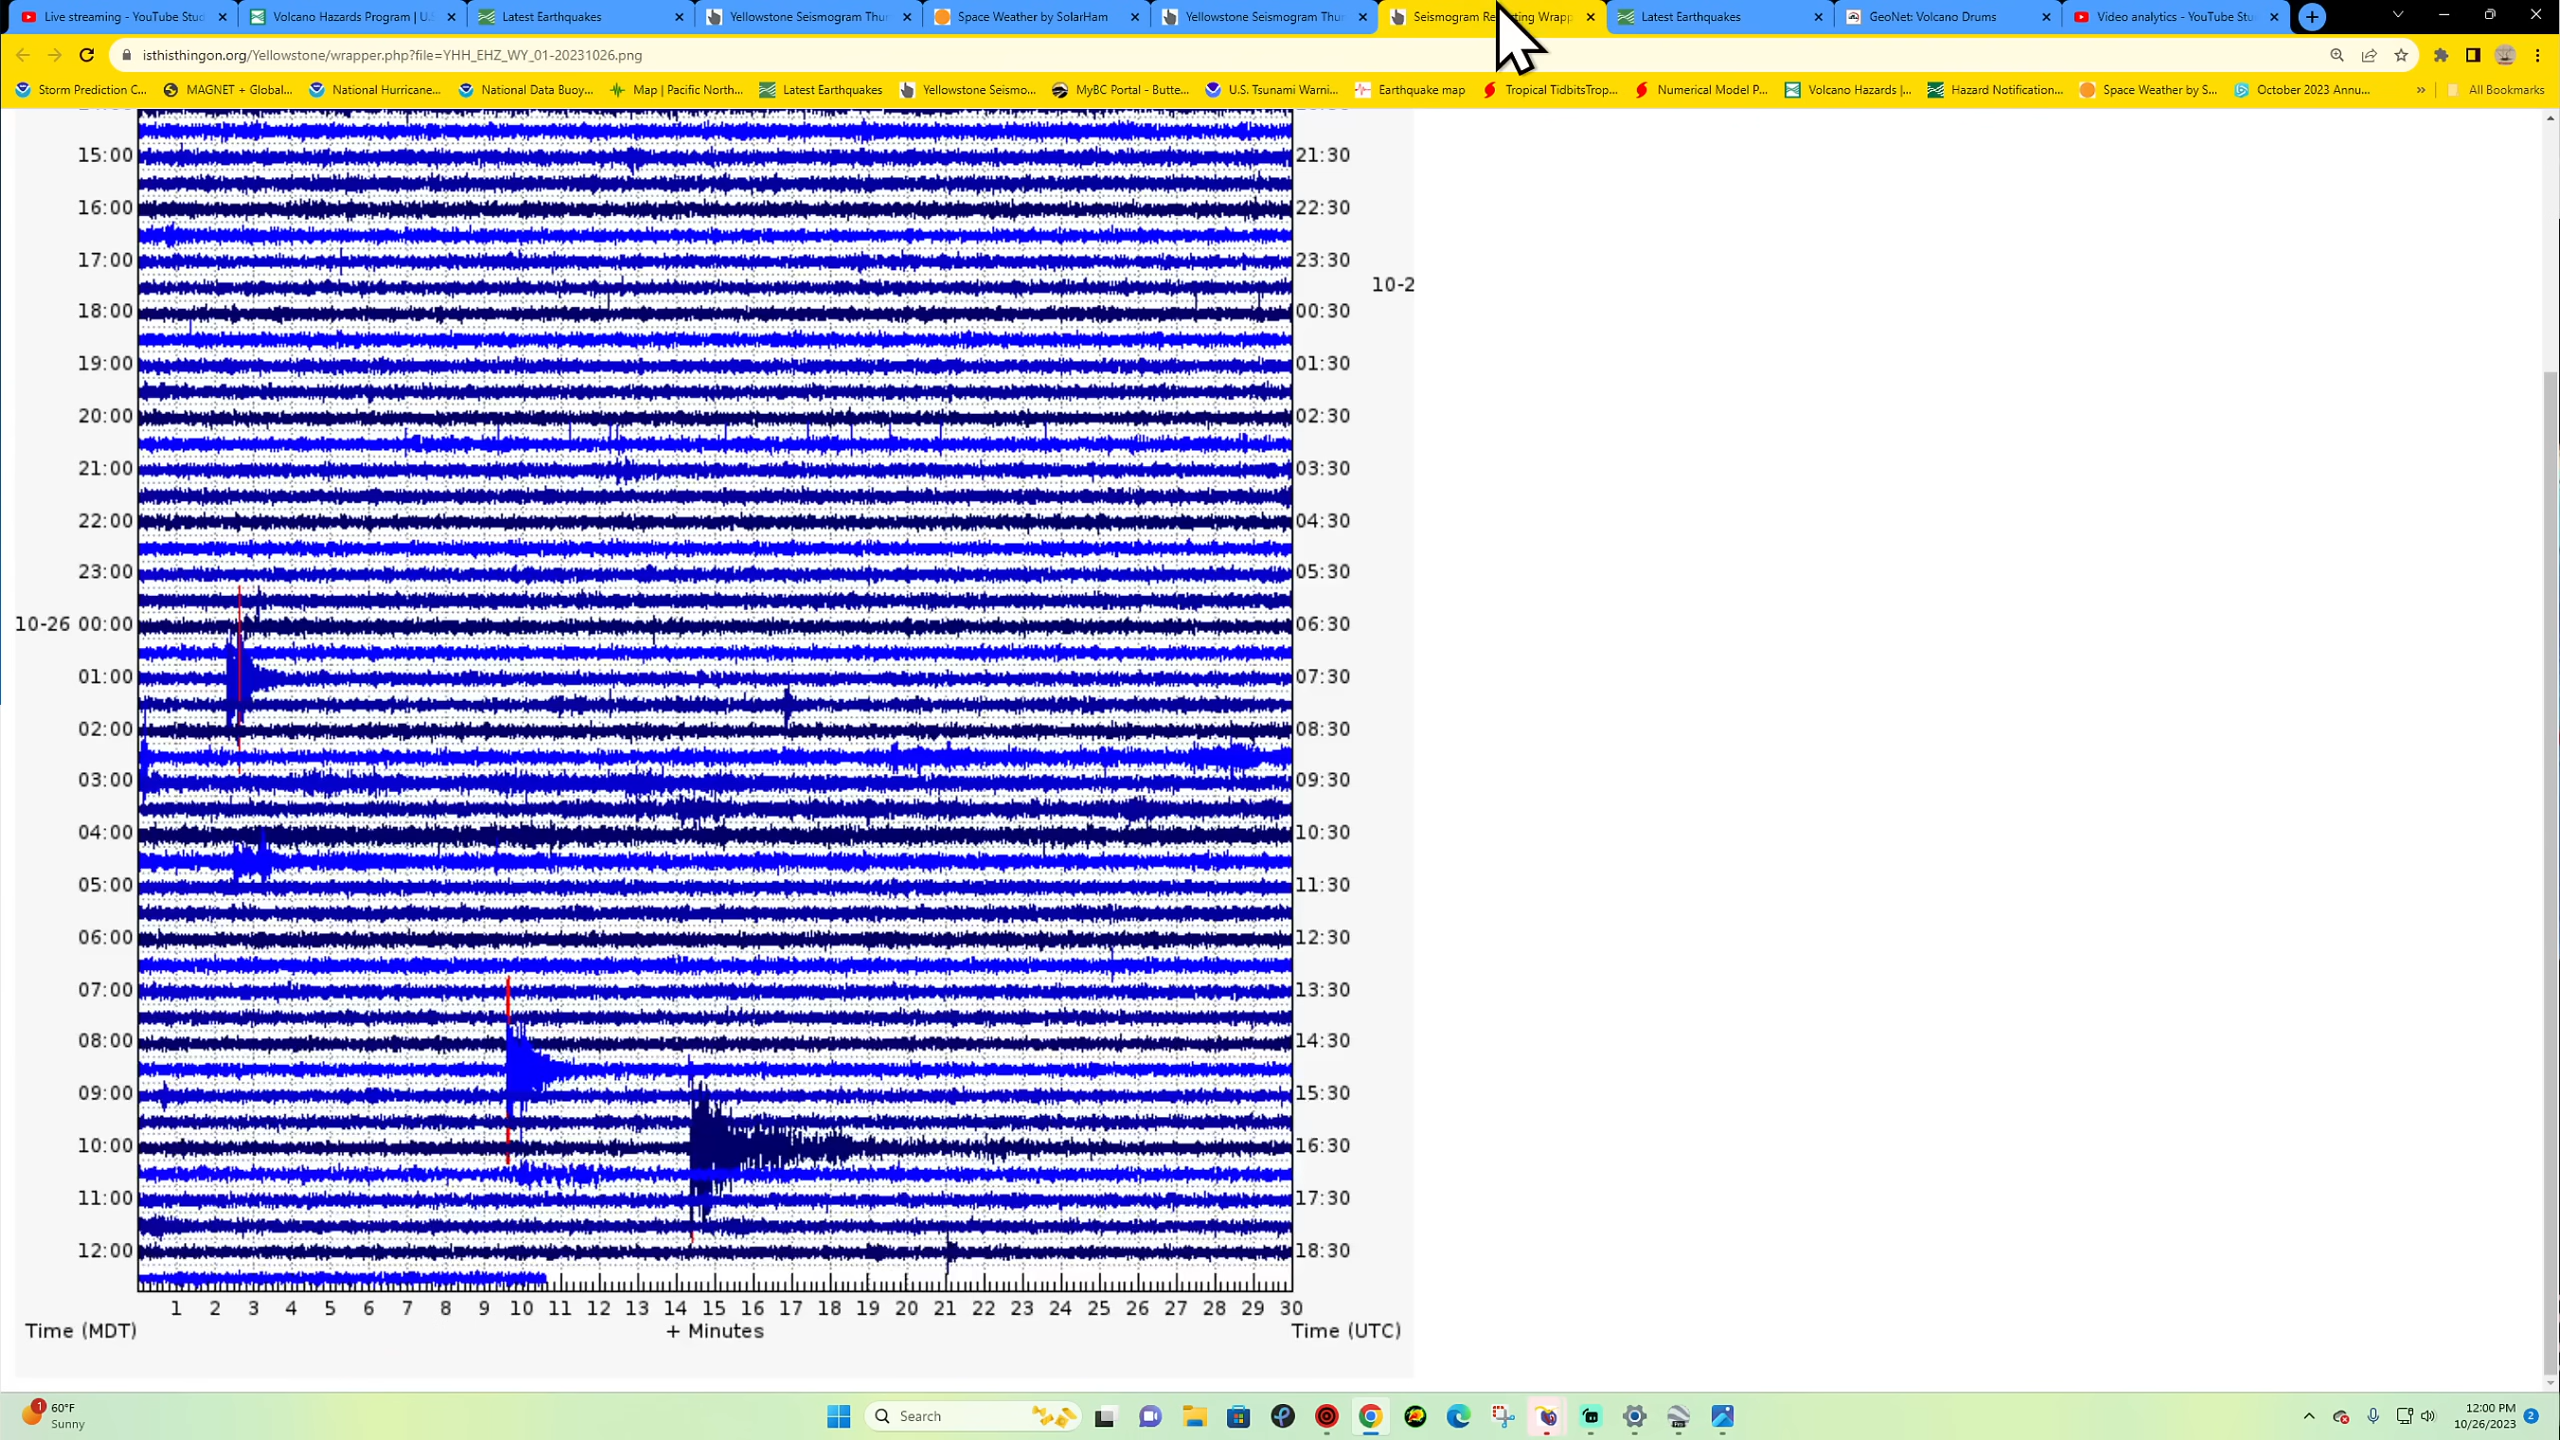 Live streaming - YouTube Stu
Volcano Hazards Program | U.
Latest Earthquakes
Yellowstone Seismogram Thu
Space Weather by SolarHam
Yellowstone Seismogram Thu
Seismogram Re
ting Wrapp
Latest Earthquakes
GeoNet: Volcano Drums
Video analytics - YouTube Stu
isthisthingon.org/Yellowstone/wrapper.php?file=YHH_EHZ_WY_01-20231026.png
Storm Prediction C...
MAGNET + Global...
National Hurricane...
National Data Buoy...
Map | Pacific North...
Latest Earthquakes
Yellowstone Seismo...
MyBC Portal - Butte...
U.S. Tsunami Warni...
Earthquake map
Tropical TidbitsTrop...
Numerical Model P...
Volcano Hazards |...
Hazard Notification...
Space Weather by S...
October 2023 Annu...
»
All Bookmarks
15:00 21:30
16:00 22:30
17:00 23:30
10-2
18:00 00:30
19:00 01:30
20:00 02:30
21:00 03:30
22:00 04:30
23:00 05:30
10-26 00:00 06:30
01:00 07:30
02:00 08:30
03:00 09:30
04:00 10:30
05:00 11:30
06:00 12:30
07:00 13:30
08:00 14:30
09:00 15:30
10:00 16:30
11:00 17:30
12:00 18:30
1 2 3 4 5 6 7 8 9 10 11 12 13 14 15 16 17 18 19 20 21 22 23 24 25 26 27 28 29 30
Time (MDT) + Minutes Time (UTC)
1
60°F
Sunny
Search
12:00 PM
10/26/2023
2